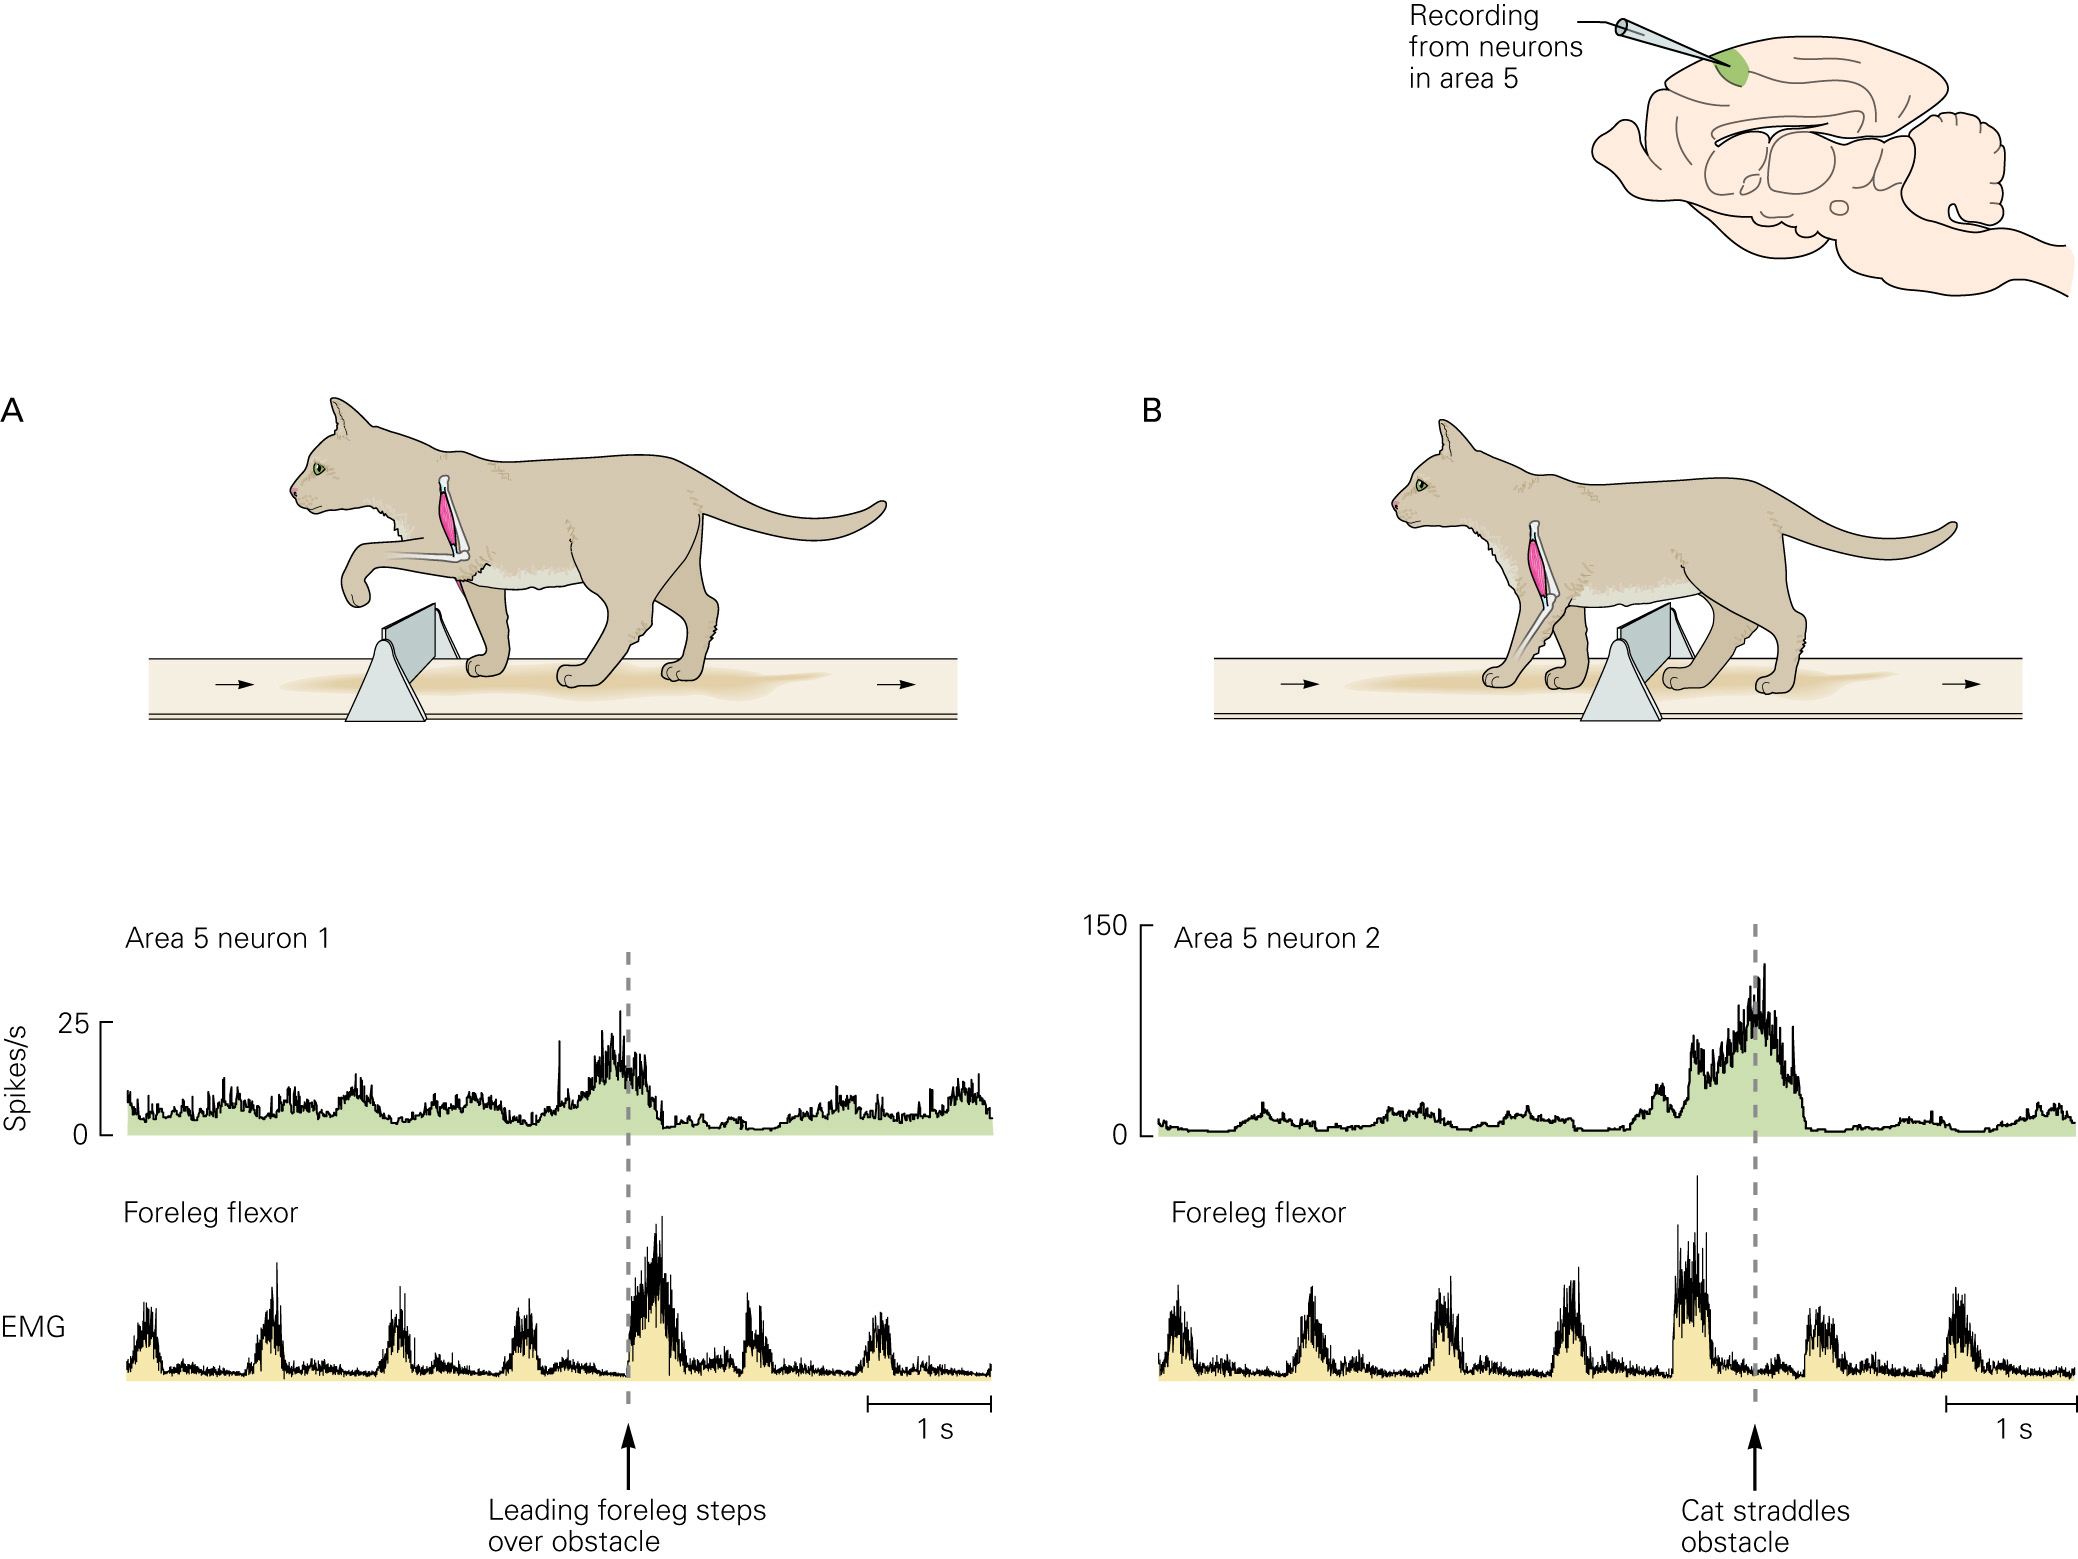 Recording
from neurons
in area 5
A
B
Area 5 neuron 1
25
0
Spikes/s
Foreleg flexor
EMG
1 s
Leading foreleg steps
over obstacle
150
Area 5 neuron 2
0
Foreleg flexor
1 s
Cat straddles
obstacle